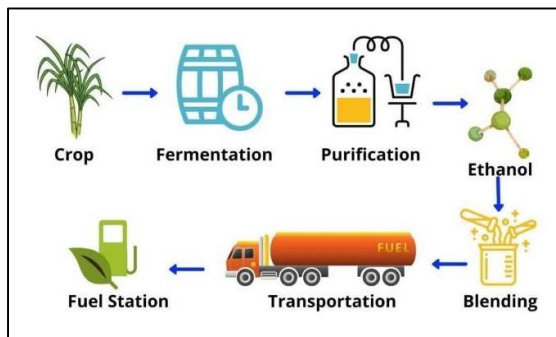 Crop
Fermentation
Purification
Ethanol
FUEL
Fuel Station
Transportation
Blending